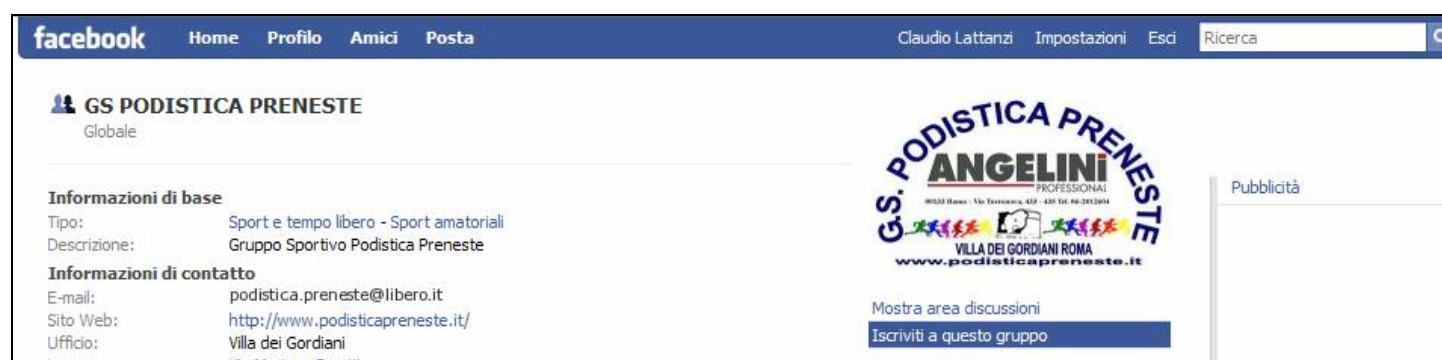 facebook Home Profilo Amici Posta Claudio Lattanzi Impostazioni Esci Ricerca
GS PODISTICA PRENESTE
Globale
Informazioni di base
Tipo: Sport e tempo libero - Sport amatoriali
Descrizione: Gruppo Sportivo Podistica Preneste
Informazioni di contatto
E-mail: podistica.preneste@libero.it
Sito Web: http://www.podisticapreneste.it/
Ufficio: Villa dei Gordiani
G.S. PODISTICA PRENESTE
ANGELINI
PROFESSIONAL
VILLA DEI GORDIANI ROMA
www.podisticapreneste.it
Mostra area discussioni
Iscriviti a questo gruppo
Pubblicità